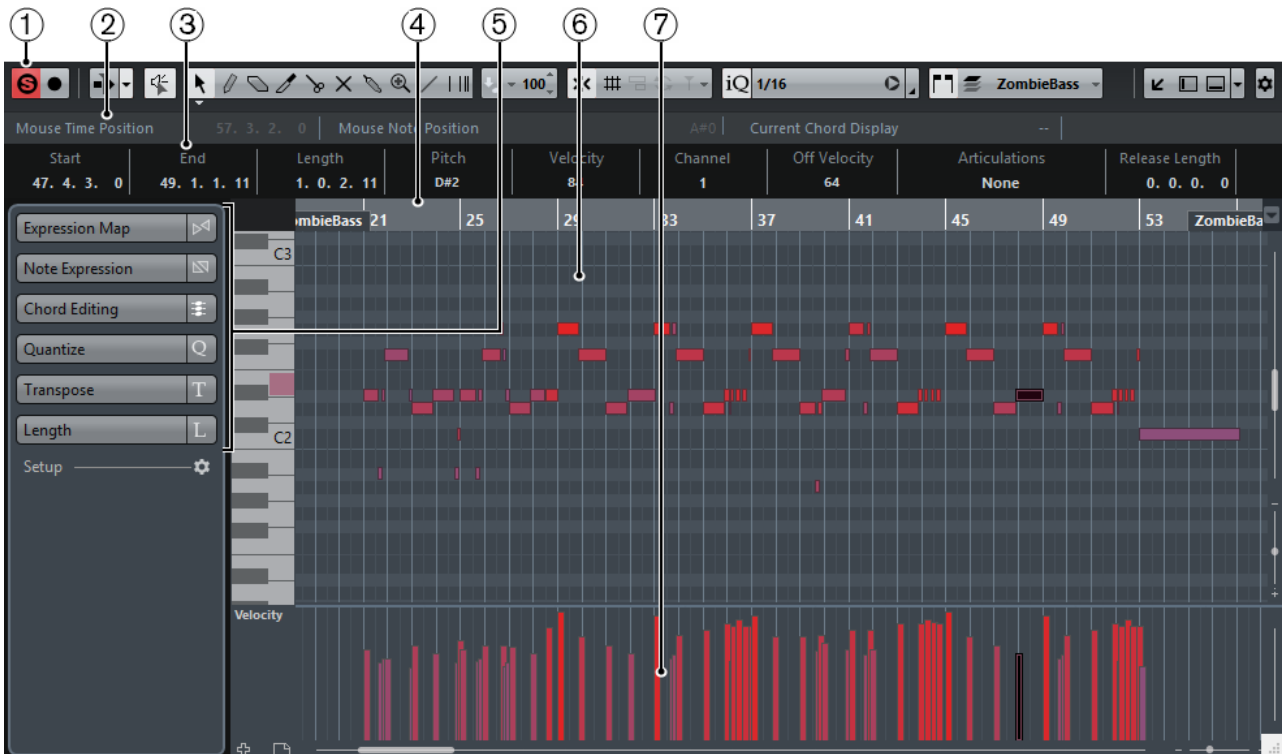 1 2 3 4 5 6 7
S 100 iQ 1/16 ZombieBass
Mouse Time Position 57. 3. 2. 0 Mouse Note Position A#0 Current Chord Display --
Start End Length Pitch Velocity Channel Off Velocity Articulations Release Length
47. 4. 3. 0 49. 1. 1. 11 1. 0. 2. 11 D#2 1 64 None 0. 0. 0. 0
ombieBass 21 25 29 33 37 41 45 49 53 ZombieBa
Expression Map
C3
Note Expression
Chord Editing
Quantize Q
Transpose T
Length L
C2
Setup
Velocity